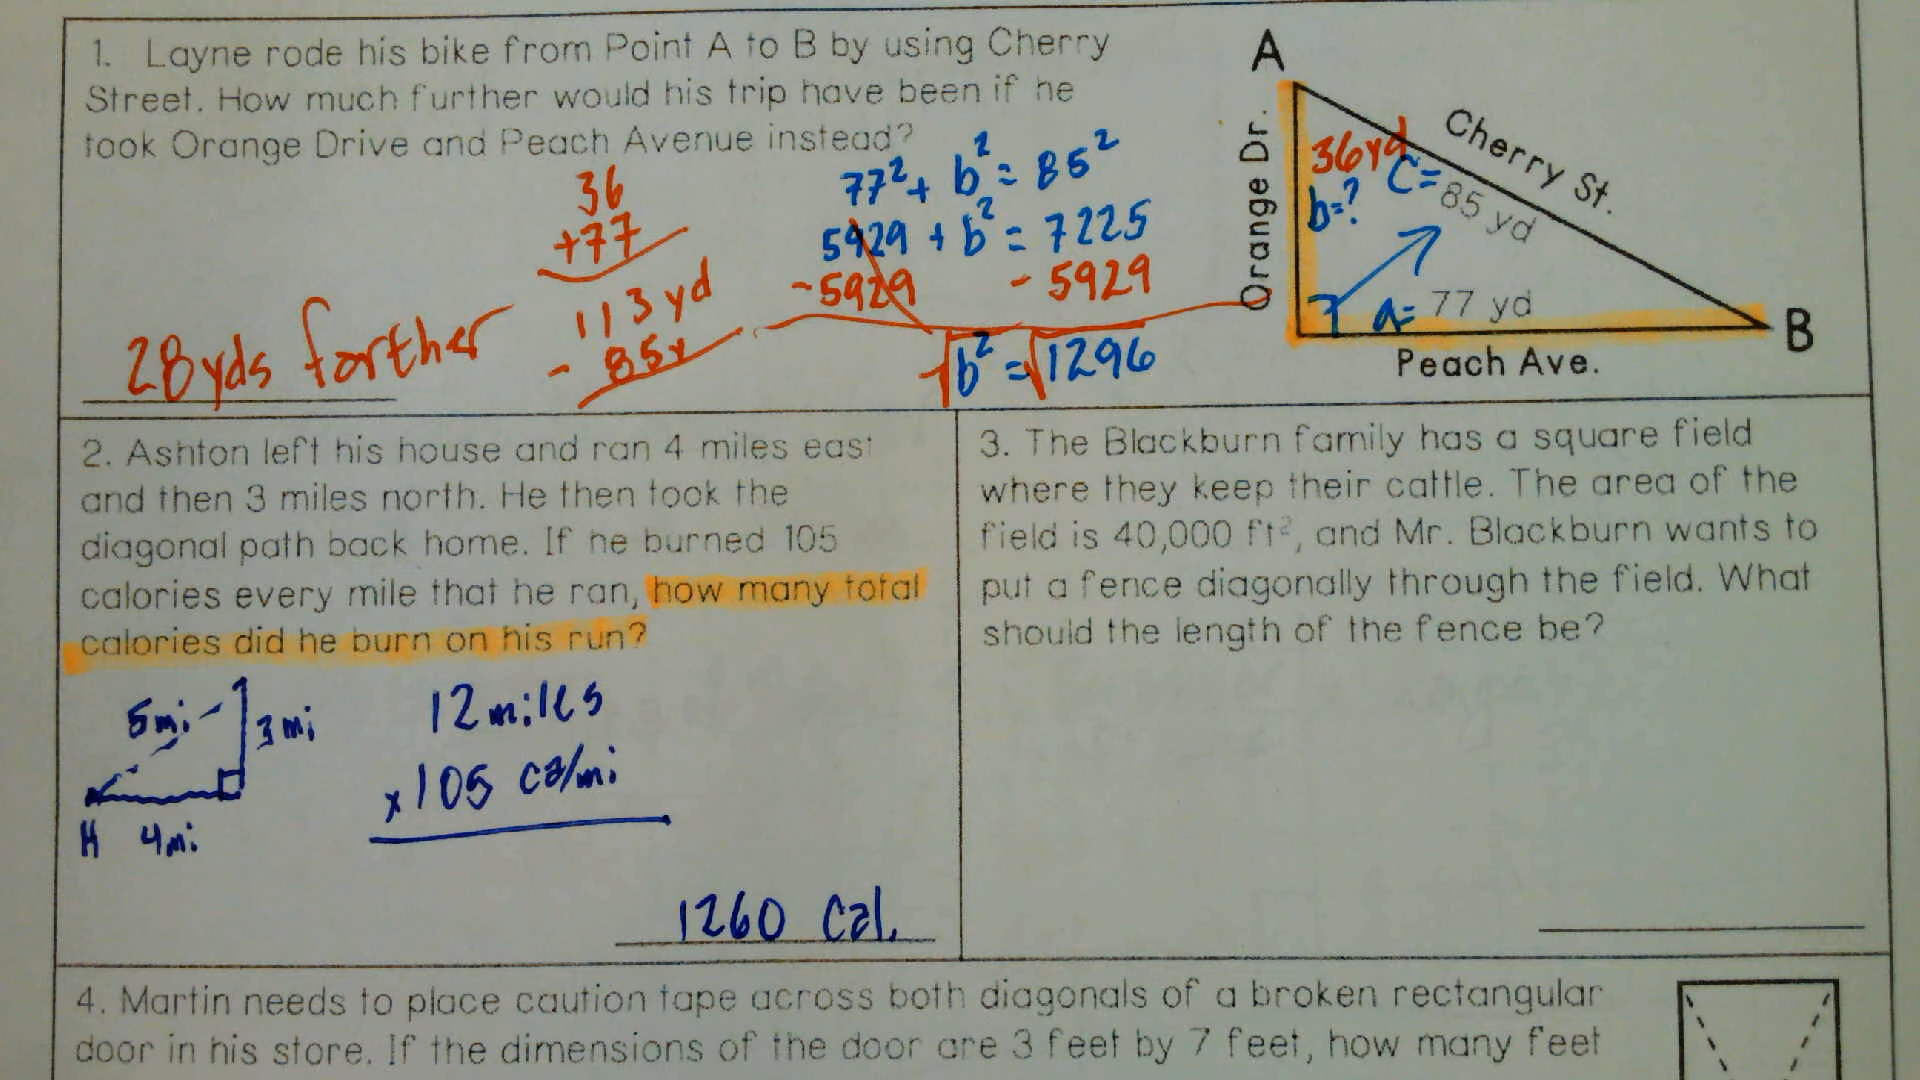 1. Layne rode his bike from Point A to B by using Cherry
Street. How much further would his trip have been if he
took Orange Drive and Peach Avenue instead?
36
+77
113 yd
- 85y
28 yds farther
77² + b² = 85²
5929 + b² = 7225
-5929 - 5929
√b² = √1296
A
Orange Dr.
36yd
b=?
C=
85 yd
Cherry St.
a= 77 yd
B
Peach Ave.
2. Ashton left his house and ran 4 miles east
and then 3 miles north. He then took the
diagonal path back home. If he burned 105
calories every mile that he ran, how many total
calories did he burn on his run?
5mi
3 mi
H 4mi
12 miles
x 105 cal/mi
1260 cal.
3. The Blackburn family has a square field
where they keep their cattle. The area of the
field is 40,000 ft², and Mr. Blackburn wants to
put a fence diagonally through the field. What
should the length of the fence be?
4. Martin needs to place caution tape across both diagonals of a broken rectangular
door in his store. If the dimensions of the door are 3 feet by 7 feet, how many feet